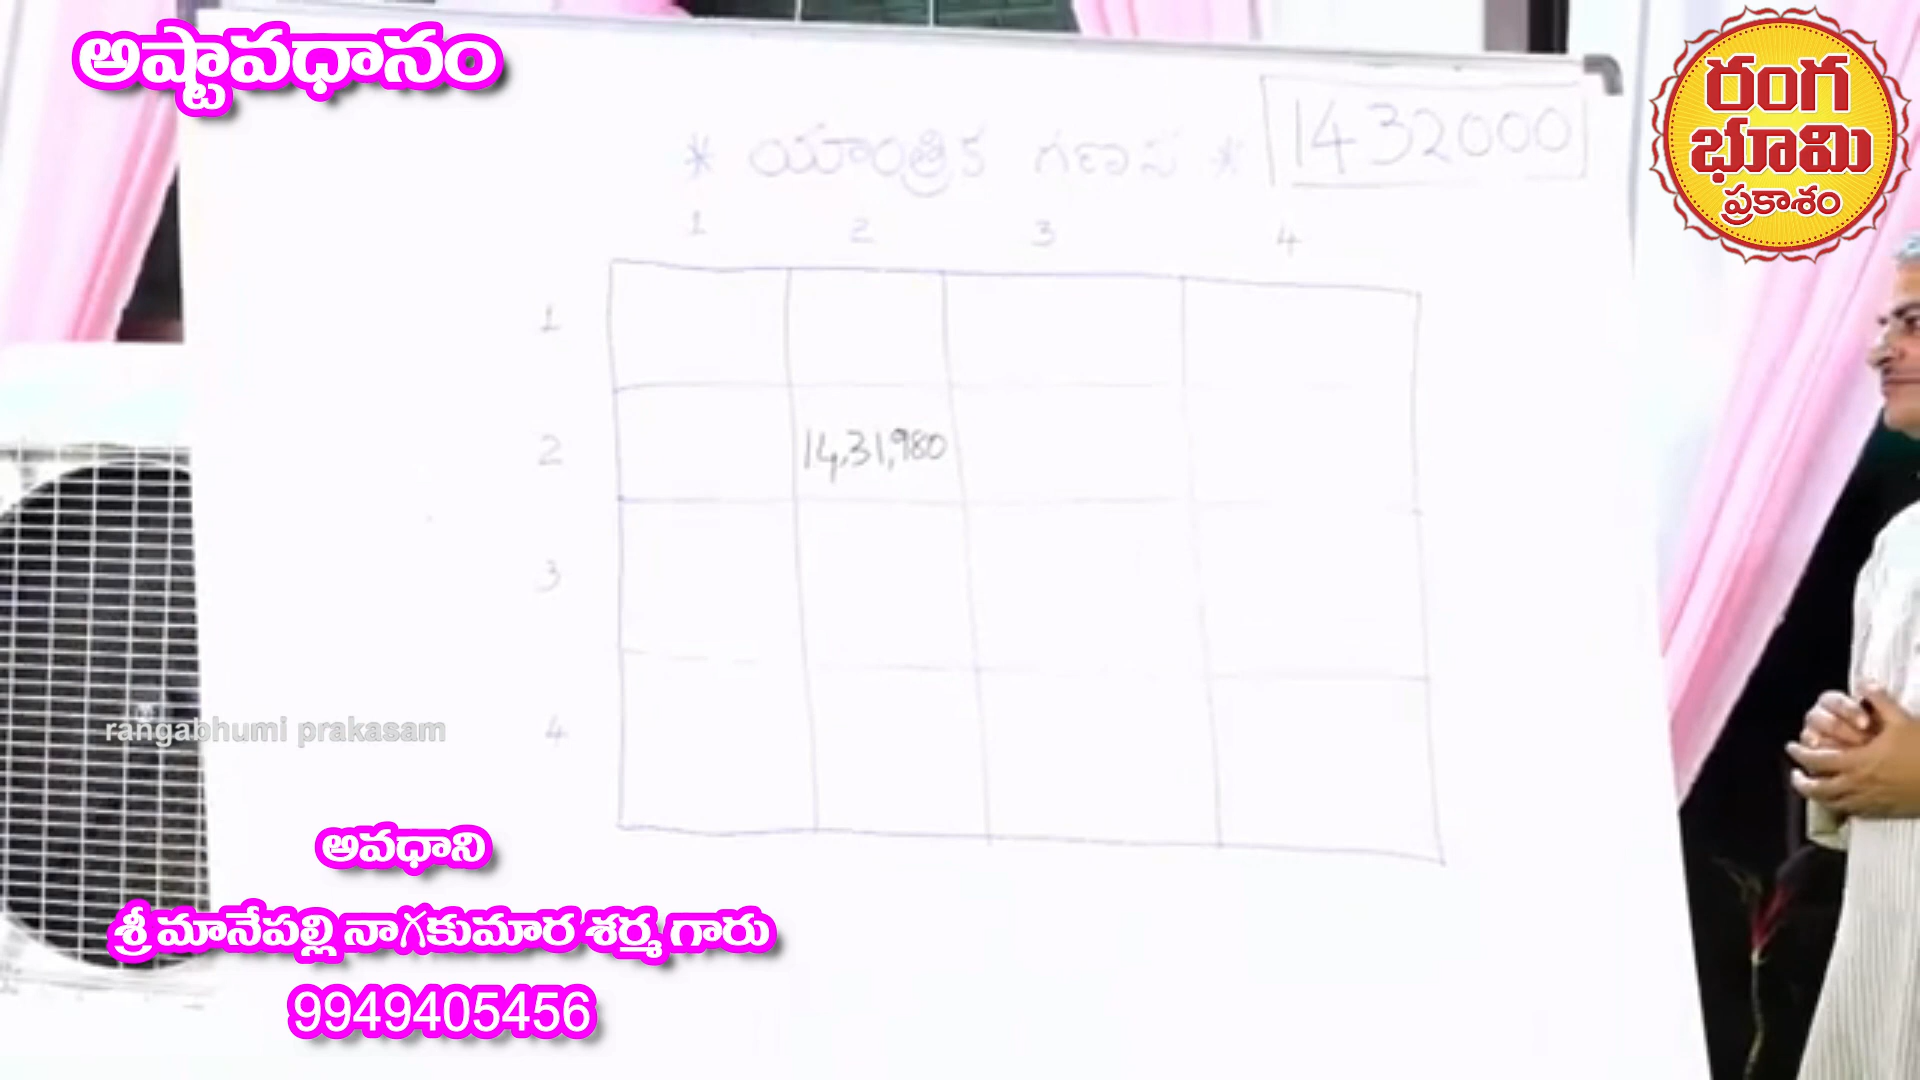 అష్టావధానం
రంగ
భూమి
ప్రకాశం
* యాంత్రిక గణన * 1432000
1 2 3 4
1
2 14,31,980
3
4
rangabhumi prakasam
అవధాని
శ్రీ మానేపల్లి నాగకుమార శర్మ గారు
9949405456